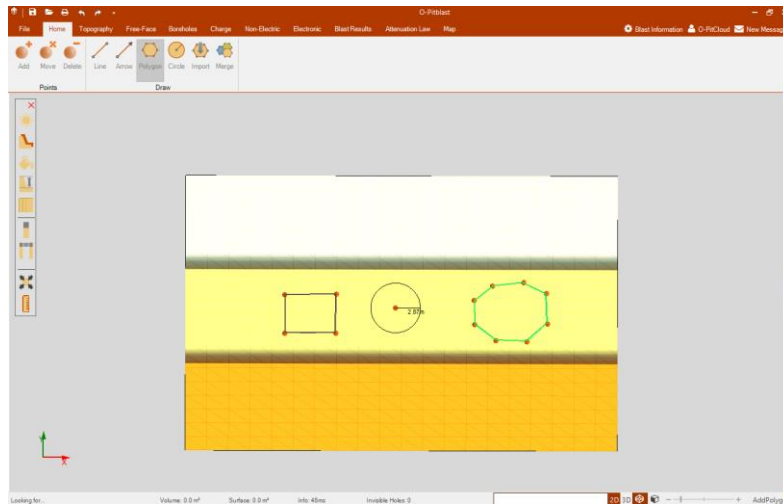 O-Pitblast
File Home Topography Free-Face Boreholes Charge Non-Electric Electronic Blast Results Attenuation Law Map Blast Information O-PitCloud New Messag
Add Move Delete Line Arrow Polygon Circle Import Merge
Points Draw
2.87m
Y
X
Looking for... Volume: 0.0 m³ Surface: 0.0 m² Info: 48ms Invisible Holes: 0 2D 3D AddPolyg